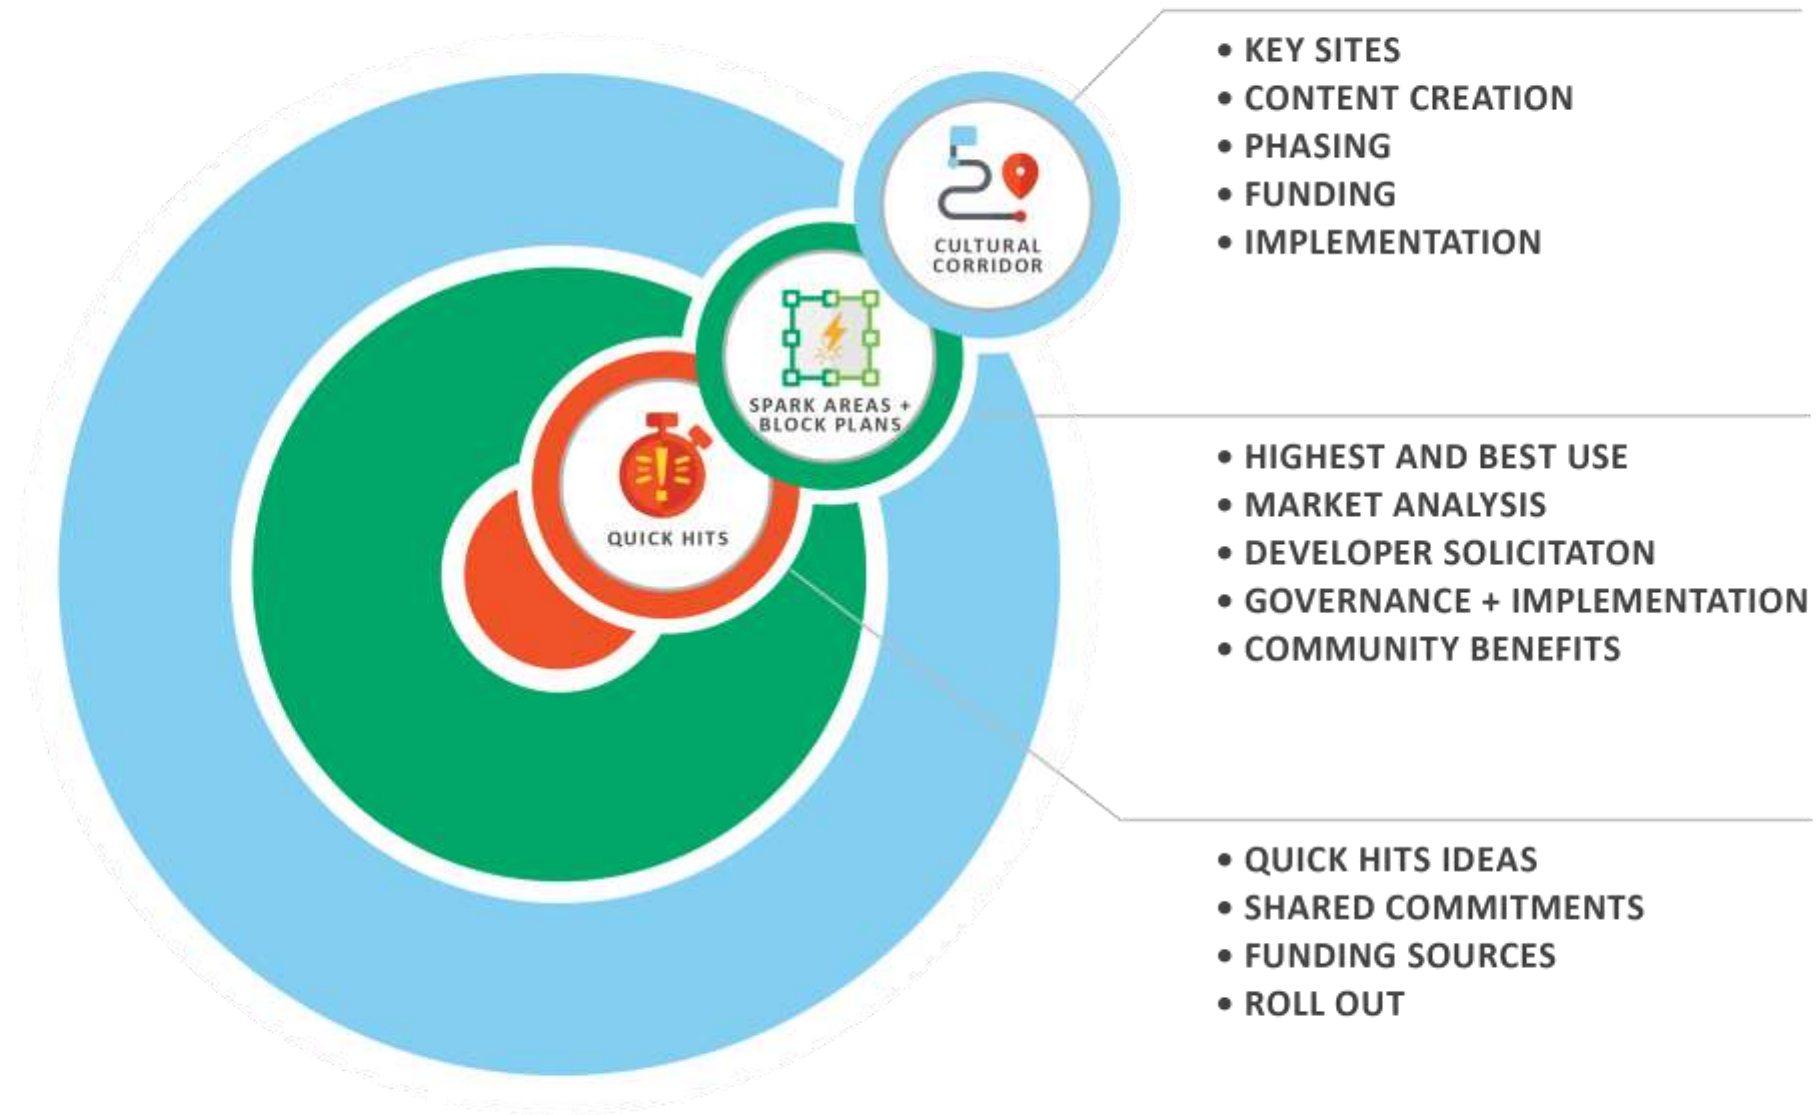 CULTURAL
CORRIDOR
• KEY SITES
• CONTENT CREATION
• PHASING
• FUNDING
• IMPLEMENTATION
SPARK AREAS +
BLOCK PLANS
• HIGHEST AND BEST USE
• MARKET ANALYSIS
• DEVELOPER SOLICITATON
• GOVERNANCE + IMPLEMENTATION
• COMMUNITY BENEFITS
QUICK HITS
• QUICK HITS IDEAS
• SHARED COMMITMENTS
• FUNDING SOURCES
• ROLL OUT